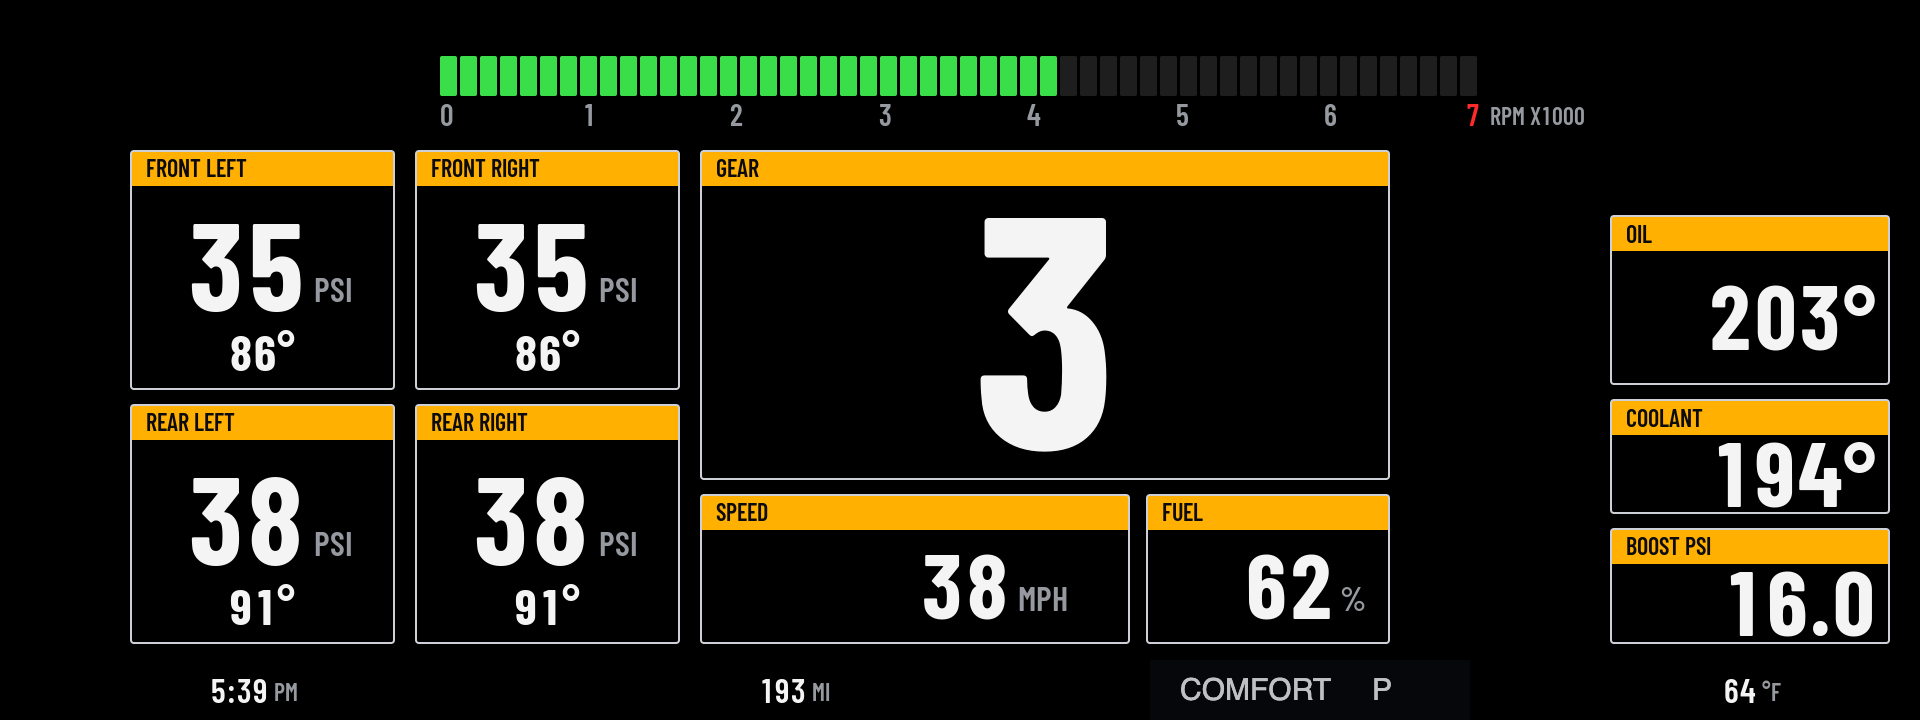 0 1 2 3 4 5 6 7 RPM X1000
FRONT LEFT
35 PSI
86°
FRONT RIGHT
35 PSI
86°
REAR LEFT
38 PSI
91°
REAR RIGHT
38 PSI
91°
GEAR
3
SPEED
38 MPH
FUEL
62 %
OIL
203°
COOLANT
194°
BOOST PSI
16.0
5:39 PM
193 MI
COMFORT P
64 °F